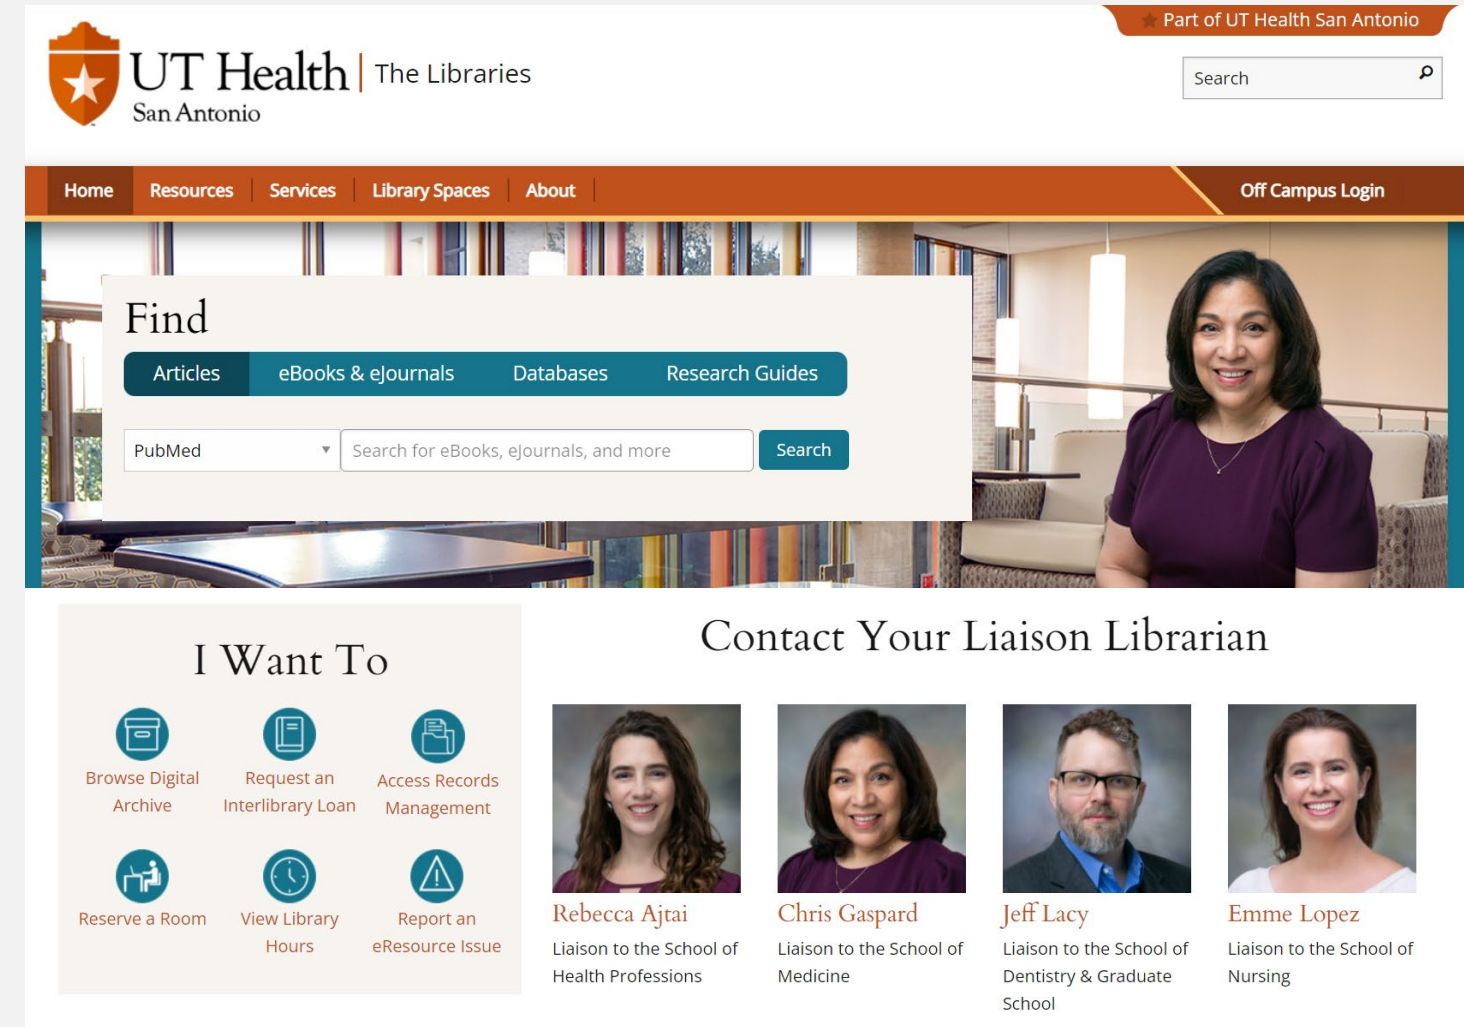 Part of UT Health San Antonio
UT Health
San Antonio
The Libraries
Search
Home
Resources
Services
Library Spaces
About
Off Campus Login
Find
Articles
eBooks & eJournals
Databases
Research Guides
PubMed
Search for eBooks, eJournals, and more
Search
I Want To
Browse Digital
Archive
Request an
Interlibrary Loan
Access Records
Management
Reserve a Room
View Library
Hours
Report an
eResource Issue
Contact Your Liaison Librarian
Rebecca Ajtai
Liaison to the School of
Health Professions
Chris Gaspard
Liaison to the School of
Medicine
Jeff Lacy
Liaison to the School of
Dentistry & Graduate
School
Emme Lopez
Liaison to the School of
Nursing